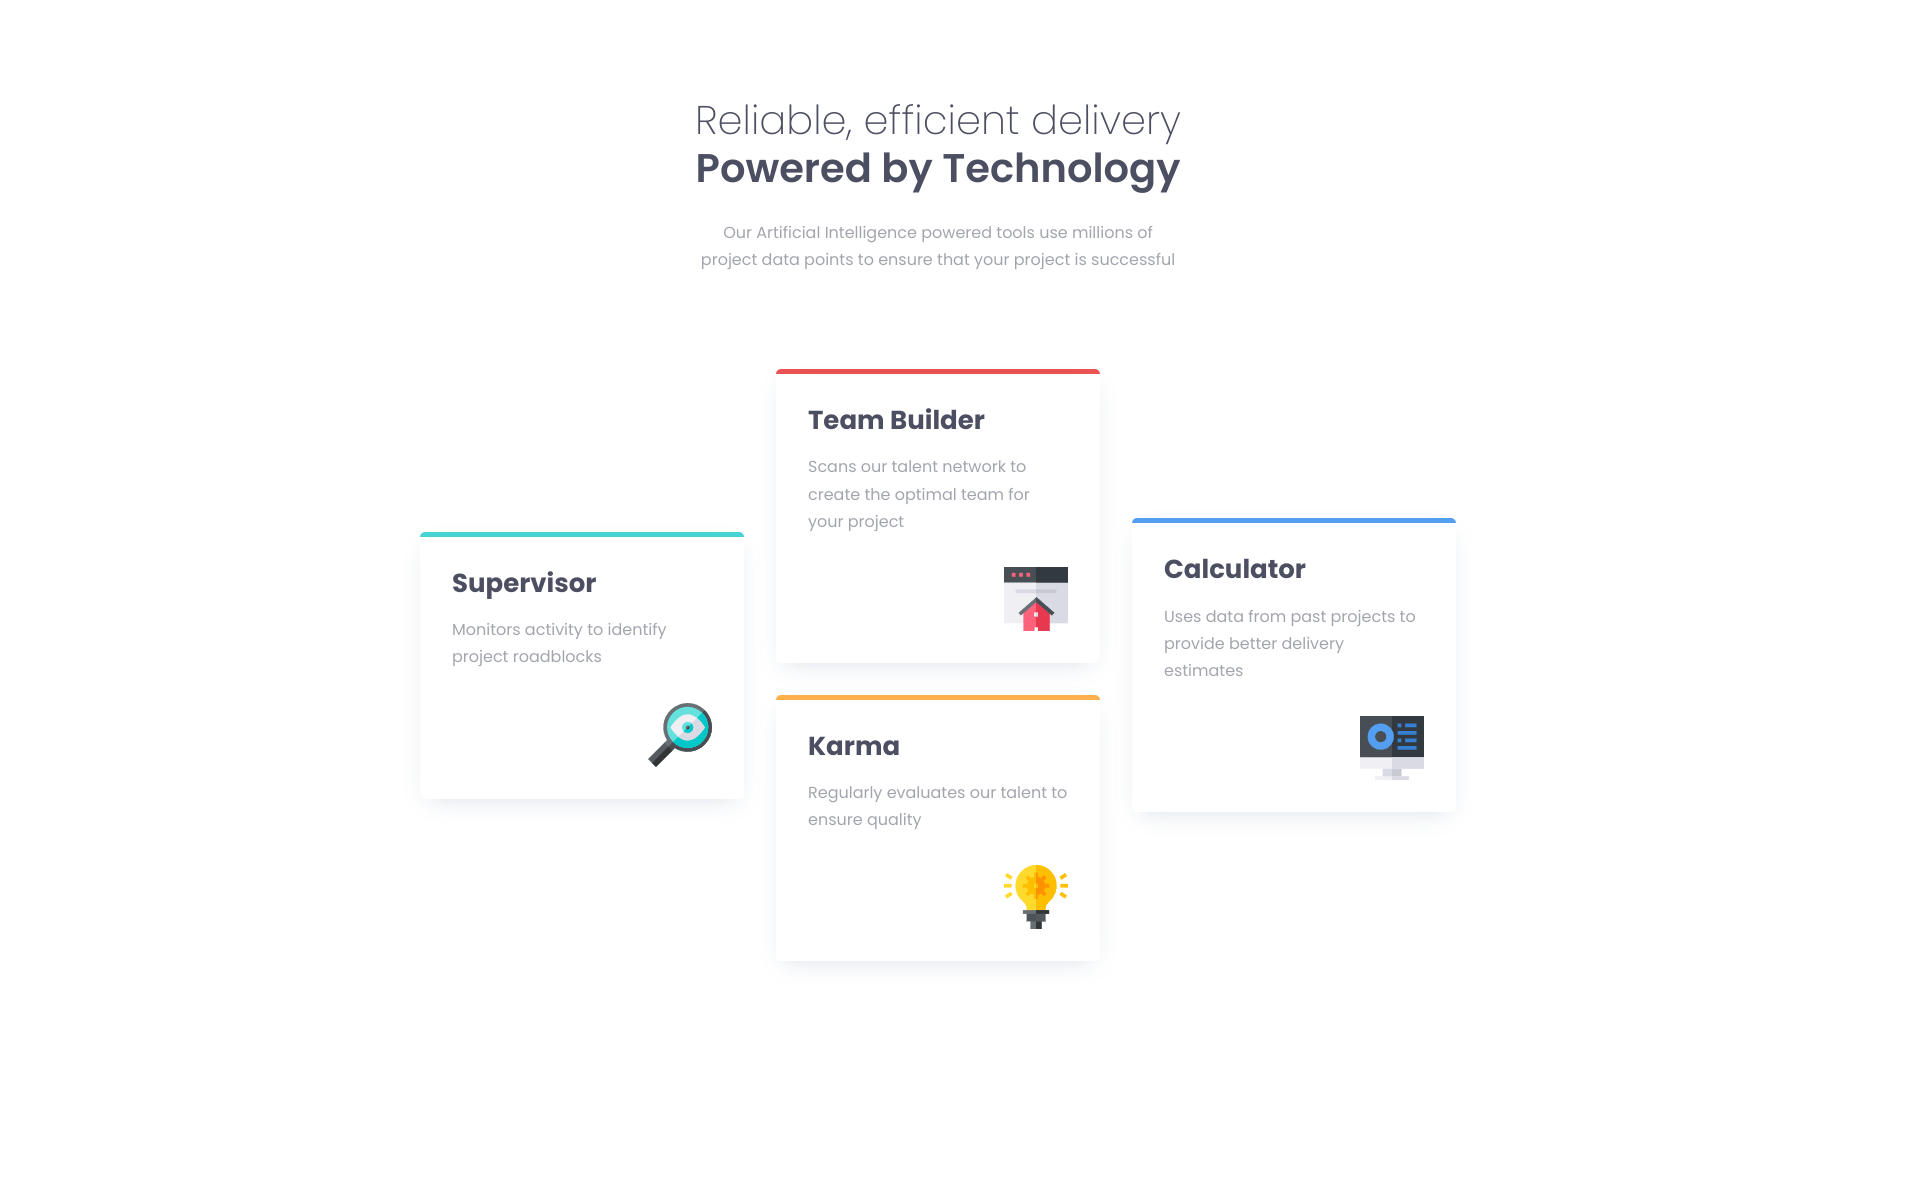 Reliable, efficient delivery
Powered by Technology
Our Artificial Intelligence powered tools use millions of
project data points to ensure that your project is successful
Supervisor
Monitors activity to identify
project roadblocks
Team Builder
Scans our talent network to
create the optimal team for
your project
Karma
Regularly evaluates our talent to
ensure quality
Calculator
Uses data from past projects to
provide better delivery
estimates